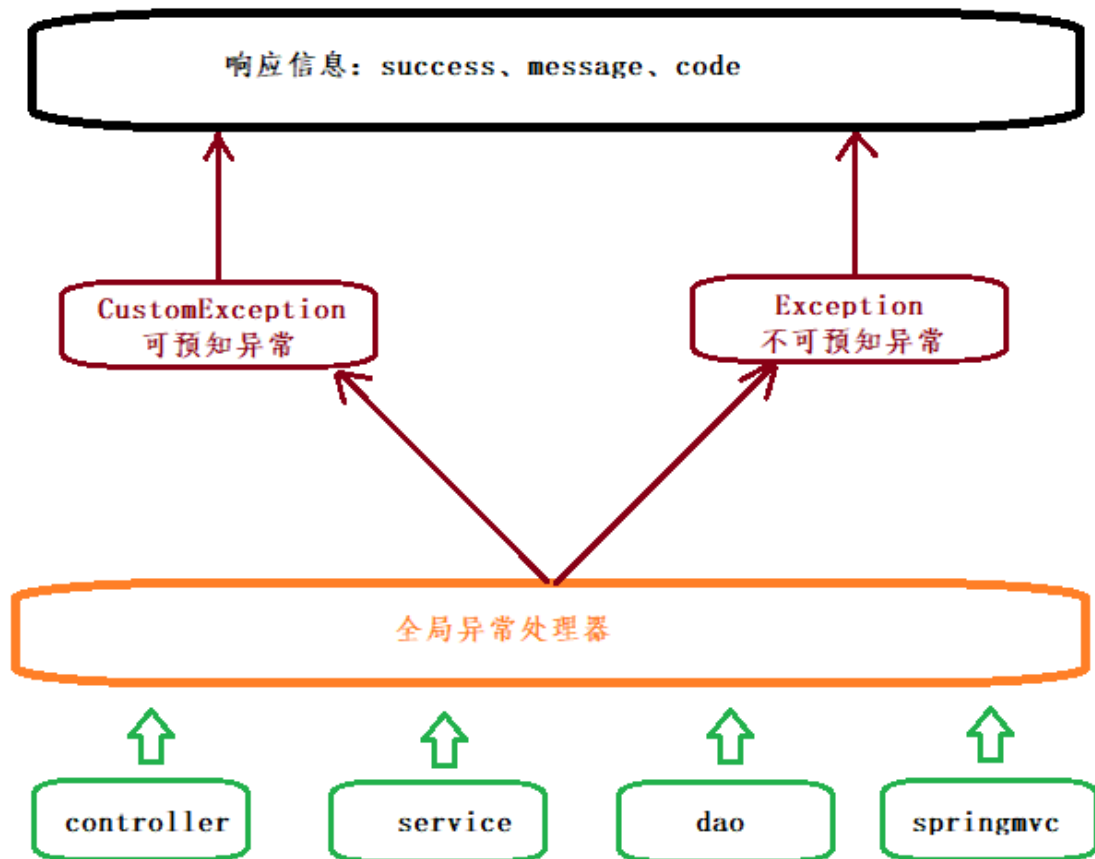 响应信息：success、message、code
CustomException
可预知异常
Exception
不可预知异常
全局异常处理器
controller
service
dao
springmvc